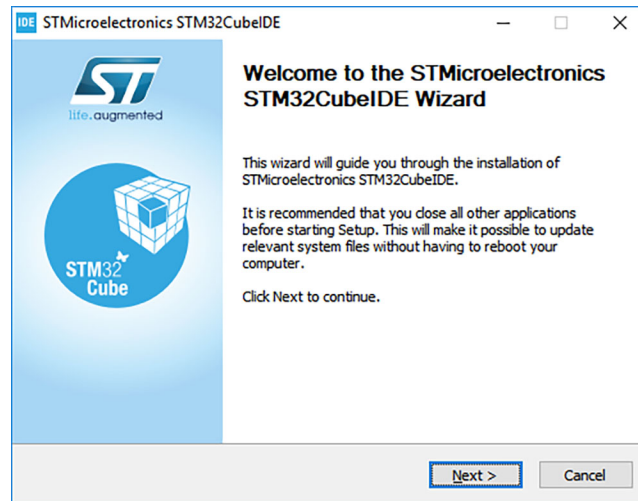 IDE STMicroelectronics STM32CubeIDE
ST
life.augmented
STM32
Cube
Welcome to the STMicroelectronics
STM32CubeIDE Wizard
This wizard will guide you through the installation of
STMicroelectronics STM32CubeIDE.
It is recommended that you close all other applications
before starting Setup. This will make it possible to update
relevant system files without having to reboot your
computer.
Click Next to continue.
Next > Cancel